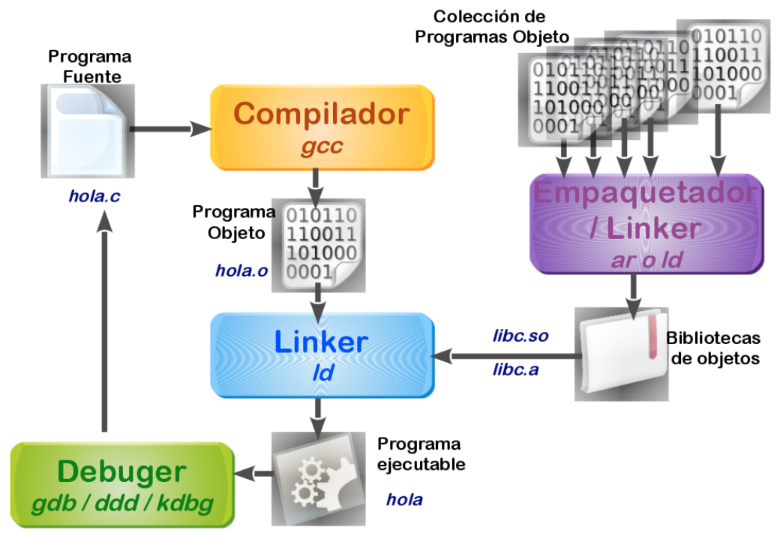 Programa
Fuente
hola.c
Compilador
gcc
Colección de
Programas Objeto
010110
110011
101000
0001
Empaquetador
/ Linker
ar o ld
Programa
Objeto
hola.o
010110
110011
101000
0001
Linker
ld
libc.so
libc.a
Bibliotecas
de objetos
Programa
ejecutable
hola
Debuger
gdb / ddd / kdbg